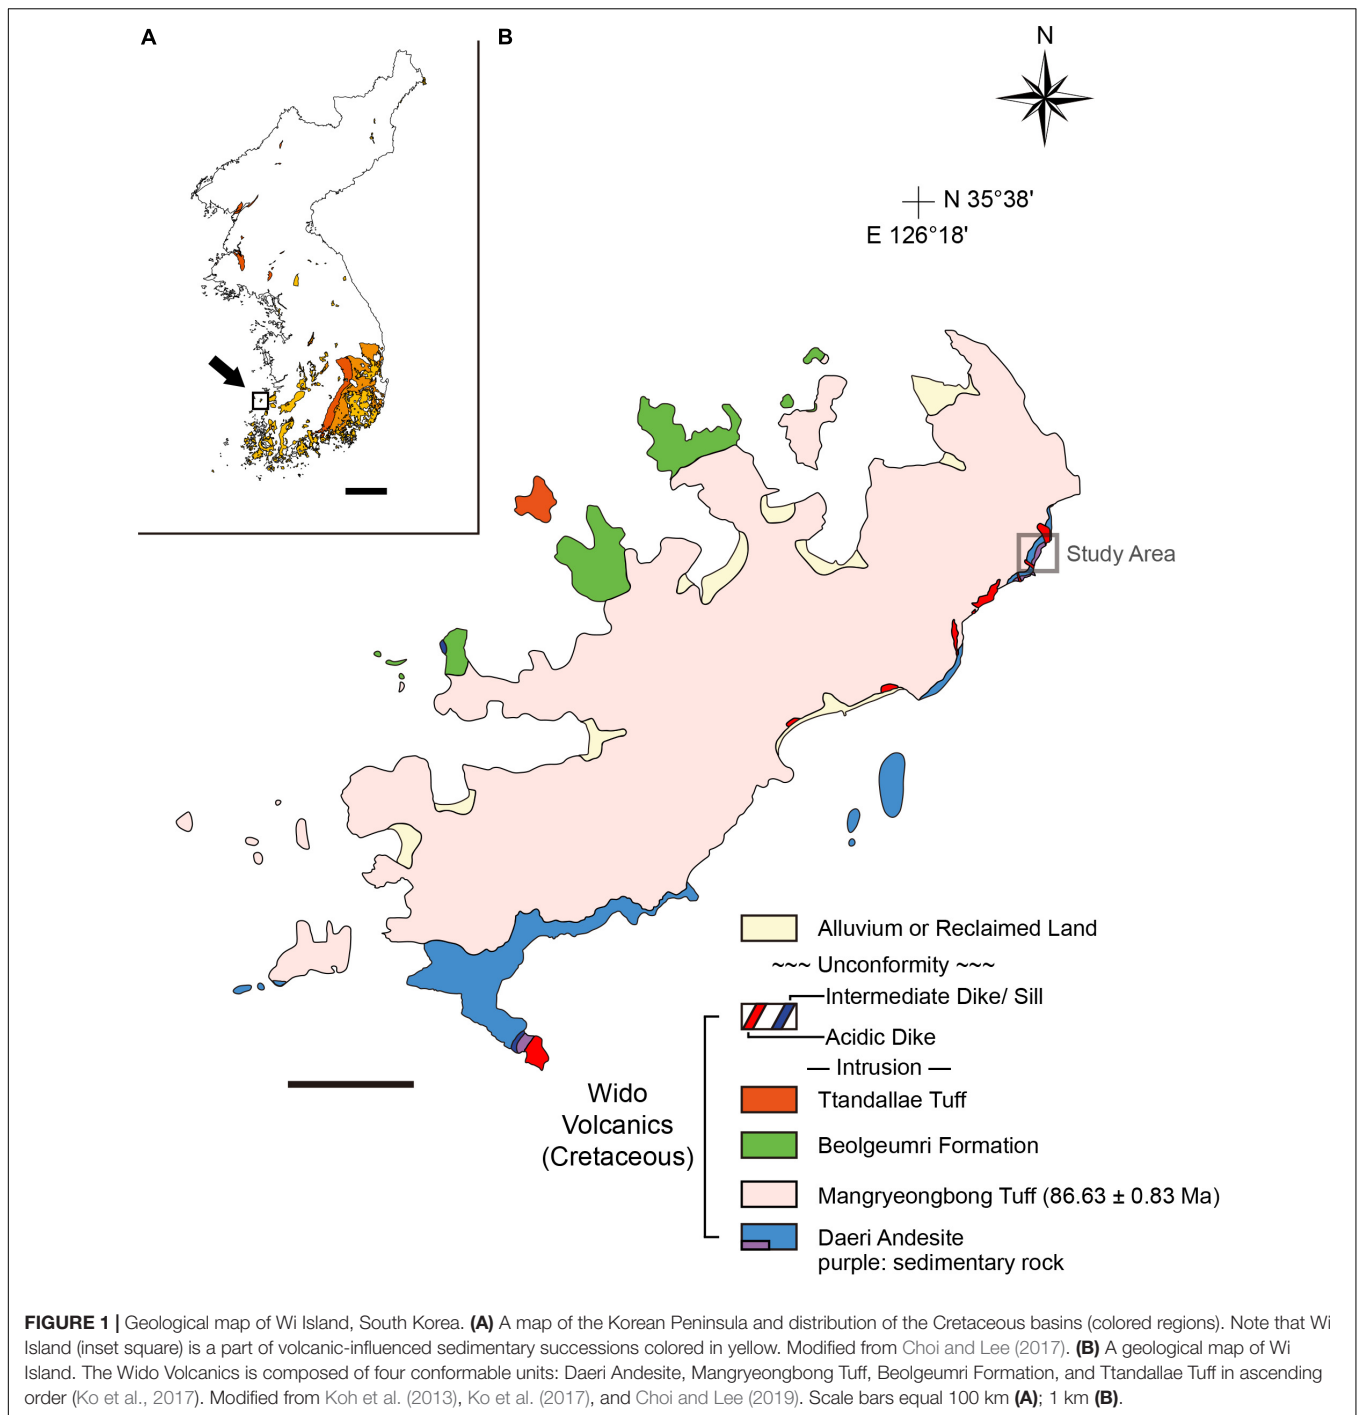 A
B
N
N 35°38'
E 126°18'
Study Area
Alluvium or Reclaimed Land
~~~ Unconformity ~~~
Intermediate Dike/ Sill
Acidic Dike
— Intrusion —
Wido
Volcanics
(Cretaceous)
Ttandallae Tuff
Beolgeumri Formation
Mangryeongbong Tuff (86.63 ± 0.83 Ma)
Daeri Andesite
purple: sedimentary rock
FIGURE 1 | Geological map of Wi Island, South Korea. (A) A map of the Korean Peninsula and distribution of the Cretaceous basins (colored regions). Note that Wi
Island (inset square) is a part of volcanic-influenced sedimentary successions colored in yellow. Modified from Choi and Lee (2017). (B) A geological map of Wi
Island. The Wido Volcanics is composed of four conformable units: Daeri Andesite, Mangryeongbong Tuff, Beolgeumri Formation, and Ttandallae Tuff in ascending
order (Ko et al., 2017). Modified from Koh et al. (2013), Ko et al. (2017), and Choi and Lee (2019). Scale bars equal 100 km (A); 1 km (B).